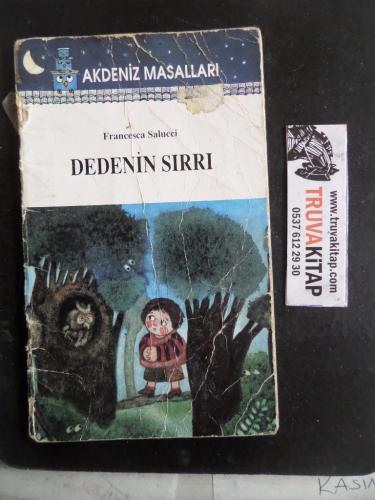 AKDENİZ MASALLARI
Francesca Salucci
DEDENİN SIRRI
www.truvakitap.com
TRUVAKİTAP
0537 612 29 30
KASIM